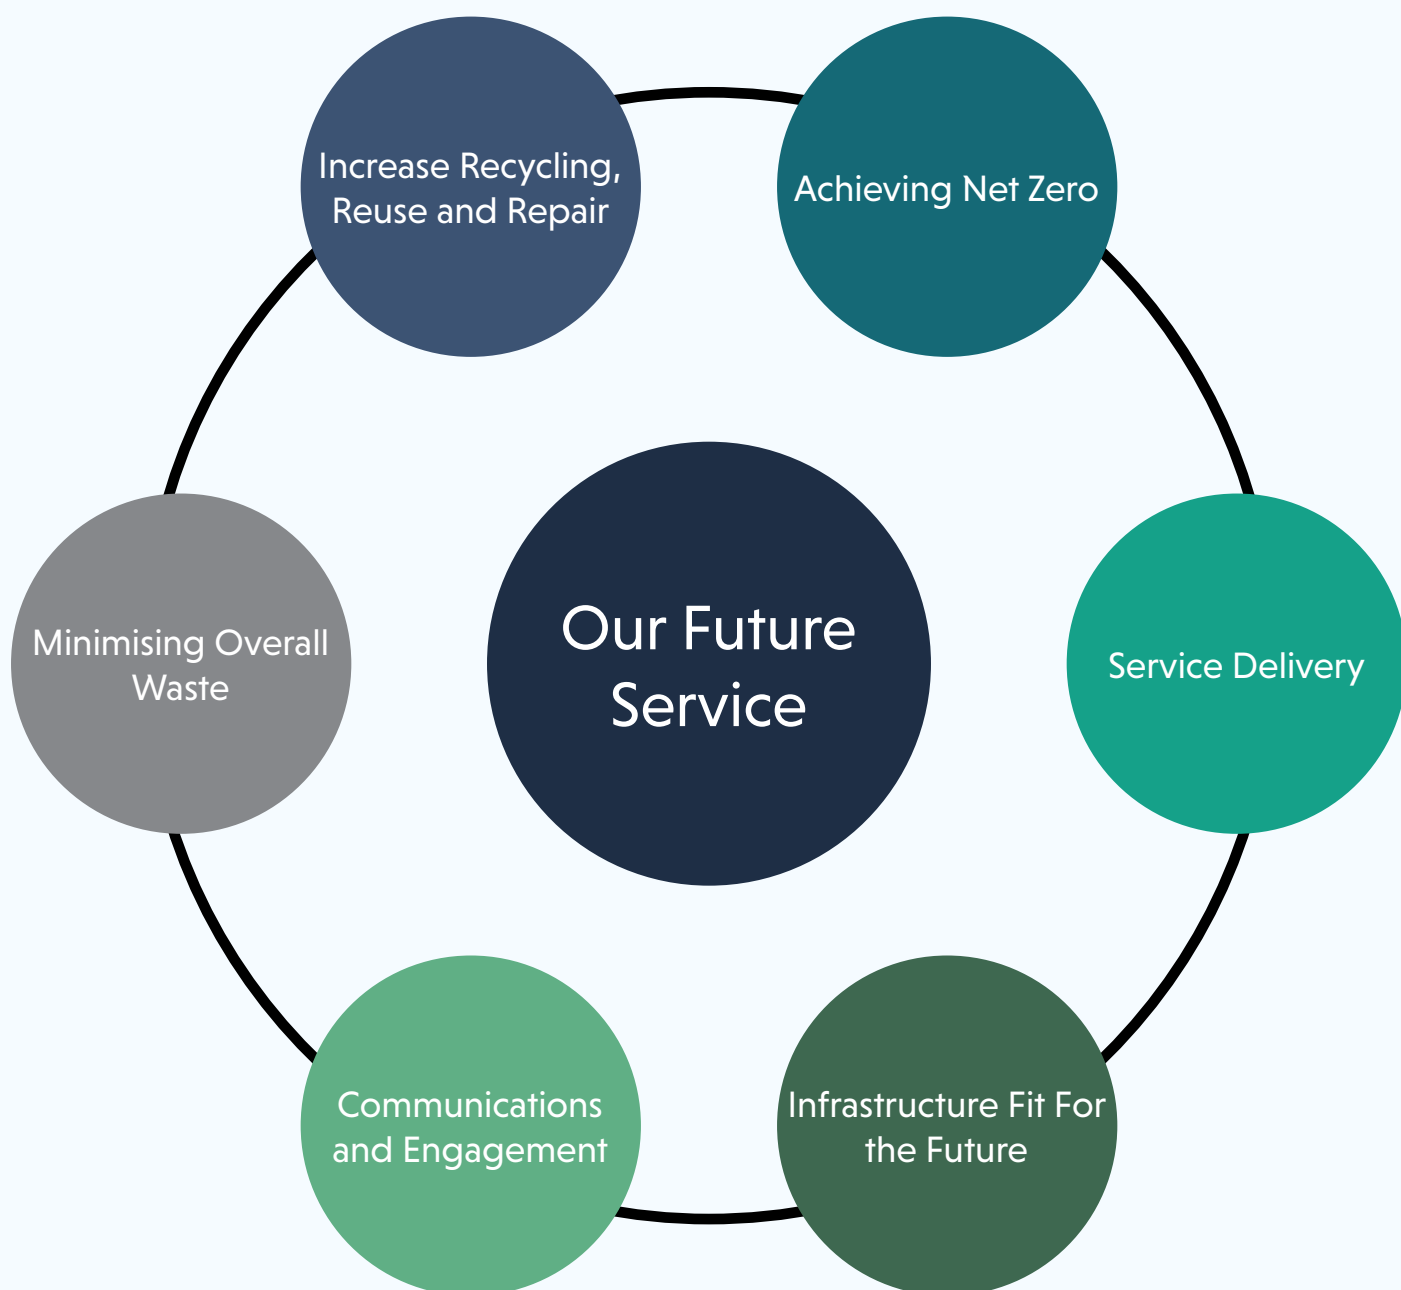 Increase Recycling,
Reuse and Repair
Achieving Net Zero
Minimising Overall
Waste
Our Future
Service
Service Delivery
Communications
and Engagement
Infrastructure Fit For
the Future